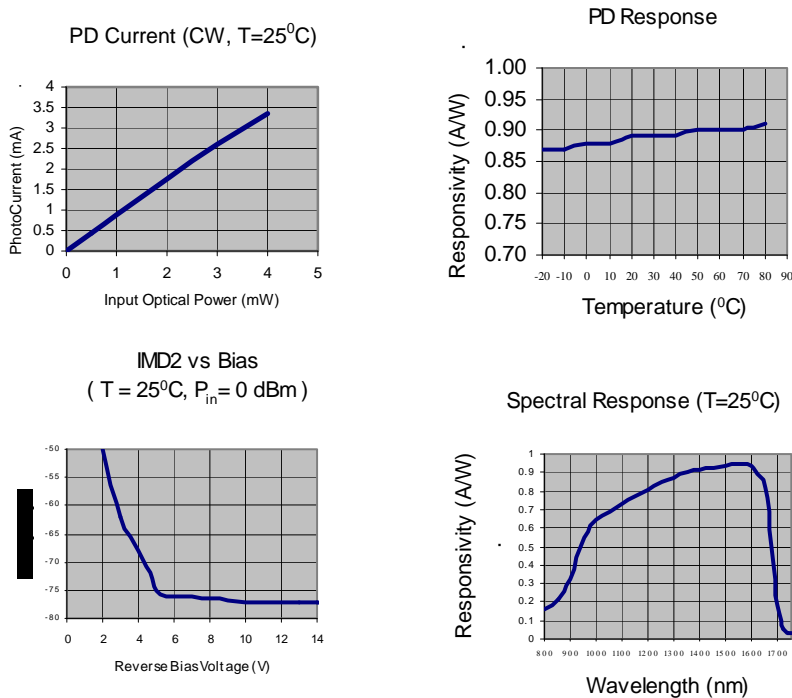 PD Current (CW, T=25⁰C)
4
3.5
3
2.5
2
1.5
1
0.5
0
PhotoCurrent (mA)
0 1 2 3 4 5
Input Optical Power (mW)
PD Response
1.00
0.95
0.90
0.85
0.80
0.75
0.70
Responsivity (A/W)
-20 -10 0 10 20 30 40 50 60 70 80 90
Temperature (⁰C)
IMD2 vs Bias
( T = 25⁰C, Pin= 0 dBm )
-50
-55
-60
-65
-70
-75
-80
0 2 4 6 8 10 12 14
Reverse Bias Voltage (V)
Spectral Response (T=25⁰C)
1
0.9
0.8
0.7
0.6
0.5
0.4
0.3
0.2
0.1
0
Responsivity (A/W)
800 900 1000 1100 1200 1300 1400 1500 1600 1700
Wavelength (nm)